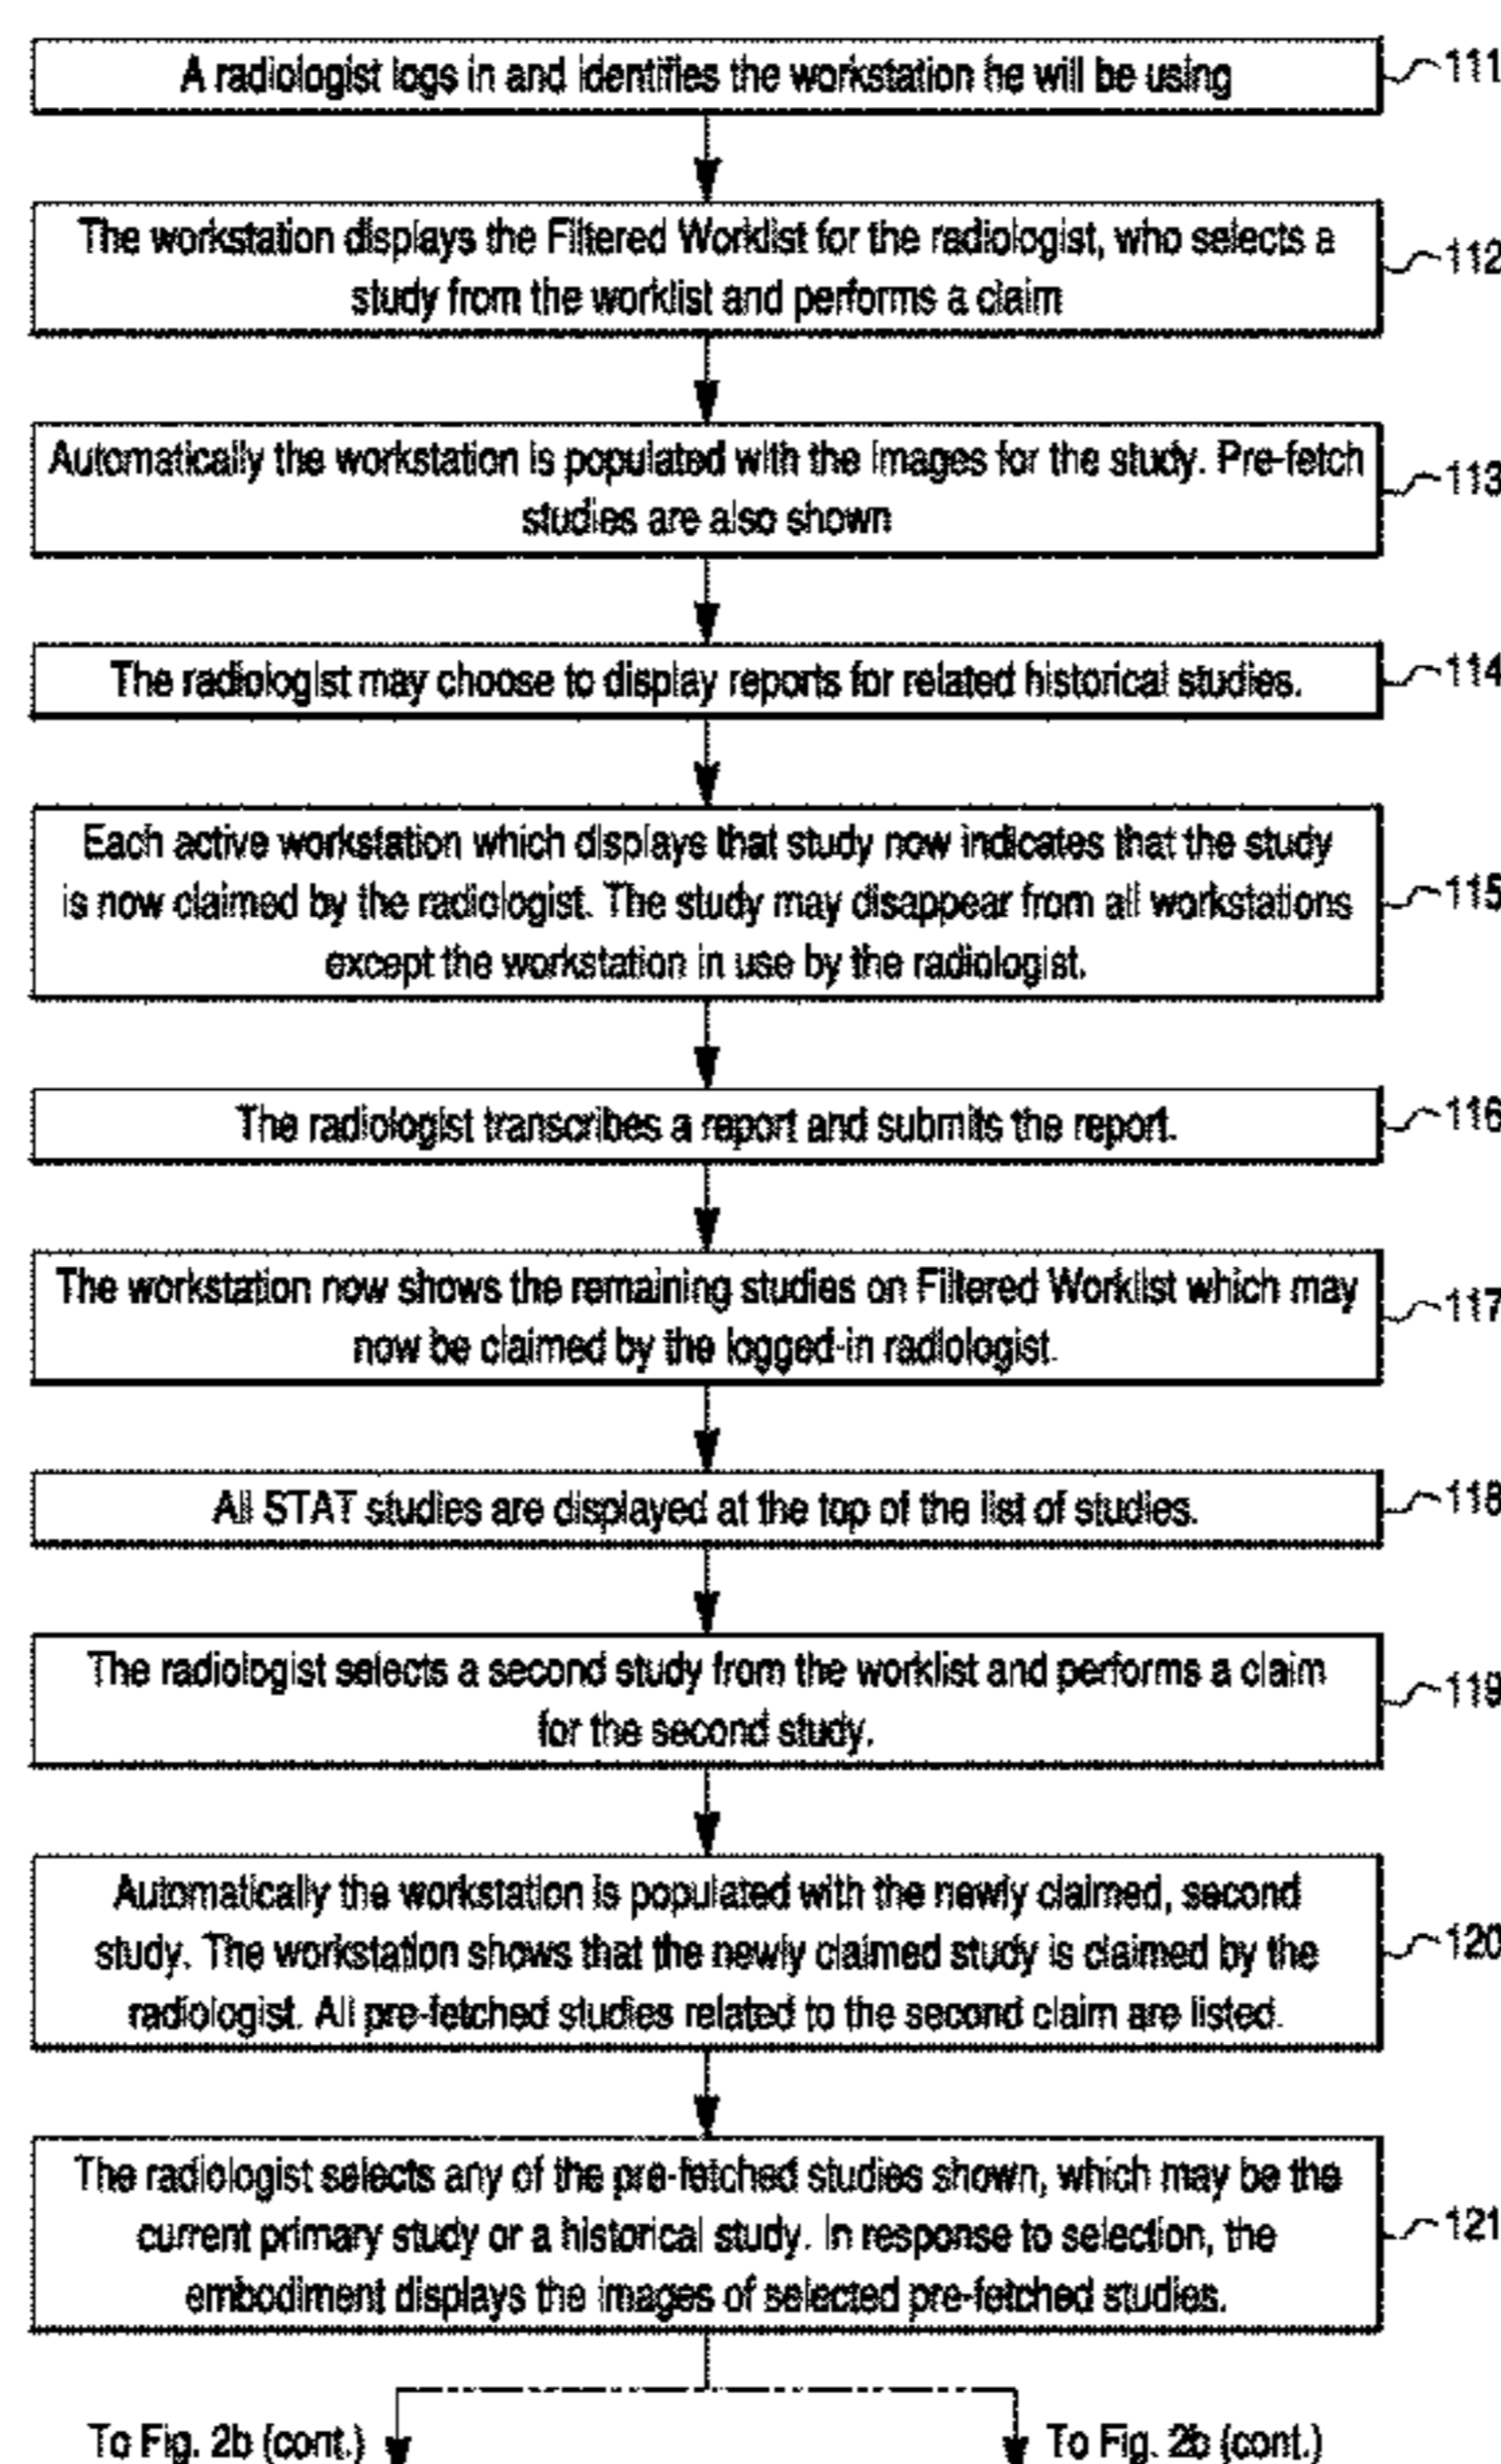 A radiologist logs in and identifies the workstation he will be using
111
The workstation displays the Filtered Worklist for the radiologist, who selects a
study from the worklist and performs a claim
112
Automatically the workstation is populated with the images for the study. Pre-fetch
studies are also shown
113
The radiologist may choose to display reports for related historical studies.
114
Each active workstation which displays that study now indicates that the study
is now claimed by the radiologist. The study may disappear from all workstations
except the workstation in use by the radiologist.
115
The radiologist transcribes a report and submits the report.
116
The workstation now shows the remaining studies on Filtered Worklist which may
now be claimed by the logged-in radiologist.
117
All STAT studies are displayed at the top of the list of studies.
118
The radiologist selects a second study from the worklist and performs a claim
for the second study.
119
Automatically the workstation is populated with the newly claimed, second
study. The workstation shows that the newly claimed study is claimed by the
radiologist. All pre-fetched studies related to the second claim are listed.
120
The radiologist selects any of the pre-fetched studies shown, which may be the
current primary study or a historical study. In response to selection, the
embodiment displays the images of selected pre-fetched studies.
121
To Fig. 2b (cont.)
To Fig. 2b (cont.)